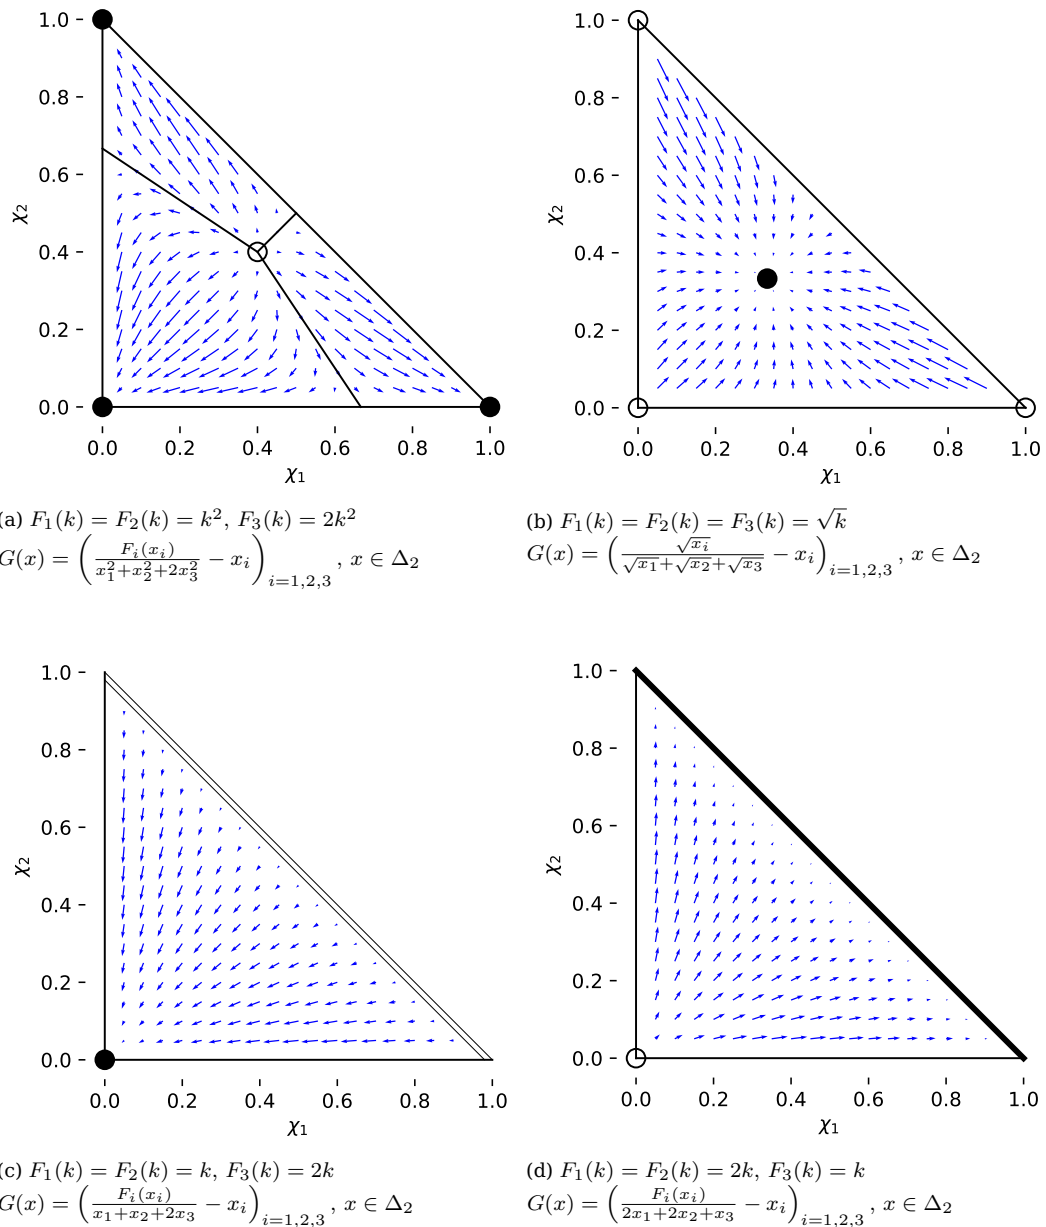 1.0
0.8
0.6
0.4
0.2
0.0
χ₂
0.0 0.2 0.4 0.6 0.8 1.0
χ₁
1.0
0.8
0.6
0.4
0.2
0.0
χ₂
0.0 0.2 0.4 0.6 0.8 1.0
χ₁
(a) F₁(k) = F₂(k) = k², F₃(k) = 2k²
G(x) = (Fᵢ(xᵢ)/(x₁²+x₂²+2x₃²) − xᵢ)ᵢ₌₁,₂,₃ , x ∈ Δ₂
(b) F₁(k) = F₂(k) = F₃(k) = √k
G(x) = (√xᵢ/(√x₁+√x₂+√x₃) − xᵢ)ᵢ₌₁,₂,₃ , x ∈ Δ₂
1.0
0.8
0.6
0.4
0.2
0.0
χ₂
0.0 0.2 0.4 0.6 0.8 1.0
χ₁
1.0
0.8
0.6
0.4
0.2
0.0
χ₂
0.0 0.2 0.4 0.6 0.8 1.0
χ₁
(c) F₁(k) = F₂(k) = k, F₃(k) = 2k
G(x) = (Fᵢ(xᵢ)/(x₁+x₂+2x₃) − xᵢ)ᵢ₌₁,₂,₃ , x ∈ Δ₂
(d) F₁(k) = F₂(k) = 2k, F₃(k) = k
G(x) = (Fᵢ(xᵢ)/(2x₁+2x₂+x₃) − xᵢ)ᵢ₌₁,₂,₃ , x ∈ Δ₂